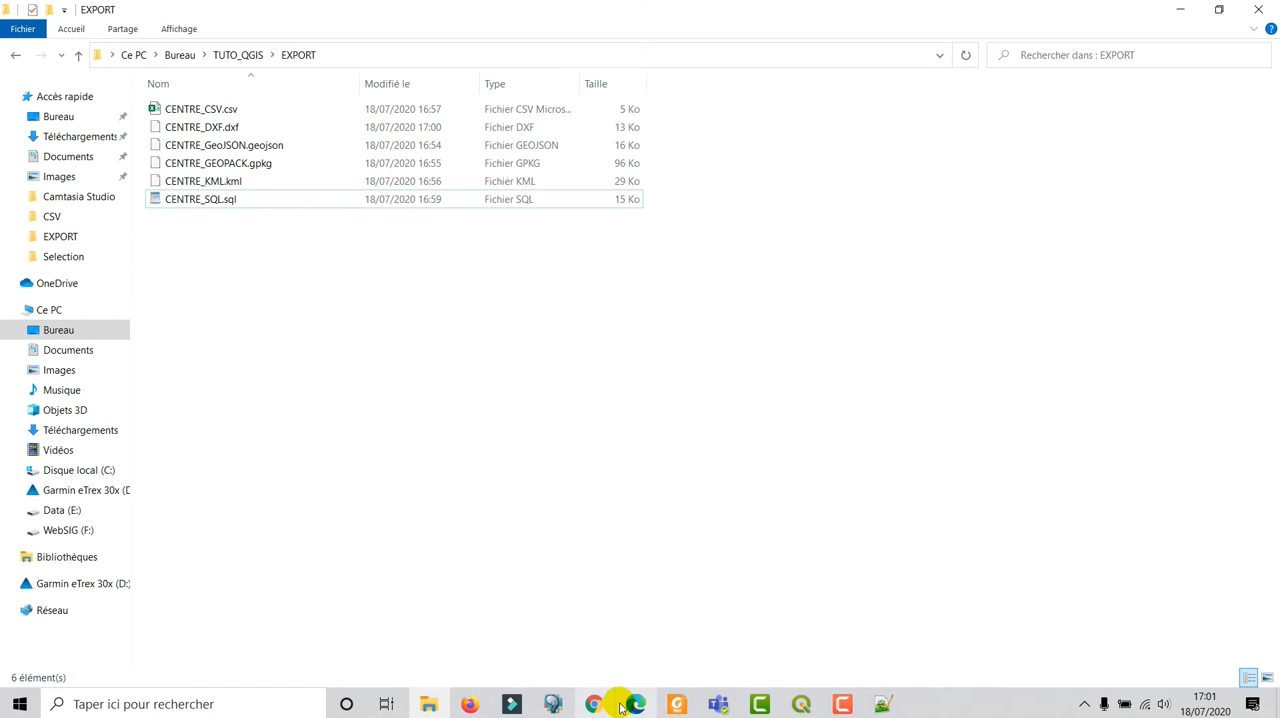 EXPORT
Fichier Accueil Partage Affichage
Ce PC Bureau TUTO_QGIS EXPORT
Rechercher dans : EXPORT
Nom Modifié le Type Taille
CENTRE_CSV.csv 18/07/2020 16:57 Fichier CSV Micros... 5 Ko
CENTRE_DXF.dxf 18/07/2020 17:00 Fichier DXF 13 Ko
CENTRE_GeoJSON.geojson 18/07/2020 16:54 Fichier GEOJSON 16 Ko
CENTRE_GEOPACK.gpkg 18/07/2020 16:55 Fichier GPKG 96 Ko
CENTRE_KML.kml 18/07/2020 16:56 Fichier KML 29 Ko
CENTRE_SQL.sql 18/07/2020 16:59 Fichier SQL 15 Ko
Accès rapide
Bureau
Téléchargements
Documents
Images
Camtasia Studio
CSV
EXPORT
Selection
OneDrive
Ce PC
Bureau
Documents
Images
Musique
Objets 3D
Téléchargements
Vidéos
Disque local (C:)
Garmin eTrex 30x (D
Data (E:)
WebSIG (F:)
Bibliothèques
Garmin eTrex 30x (D:)
Réseau
6 élément(s)
Taper ici pour rechercher
17:01
18/07/2020